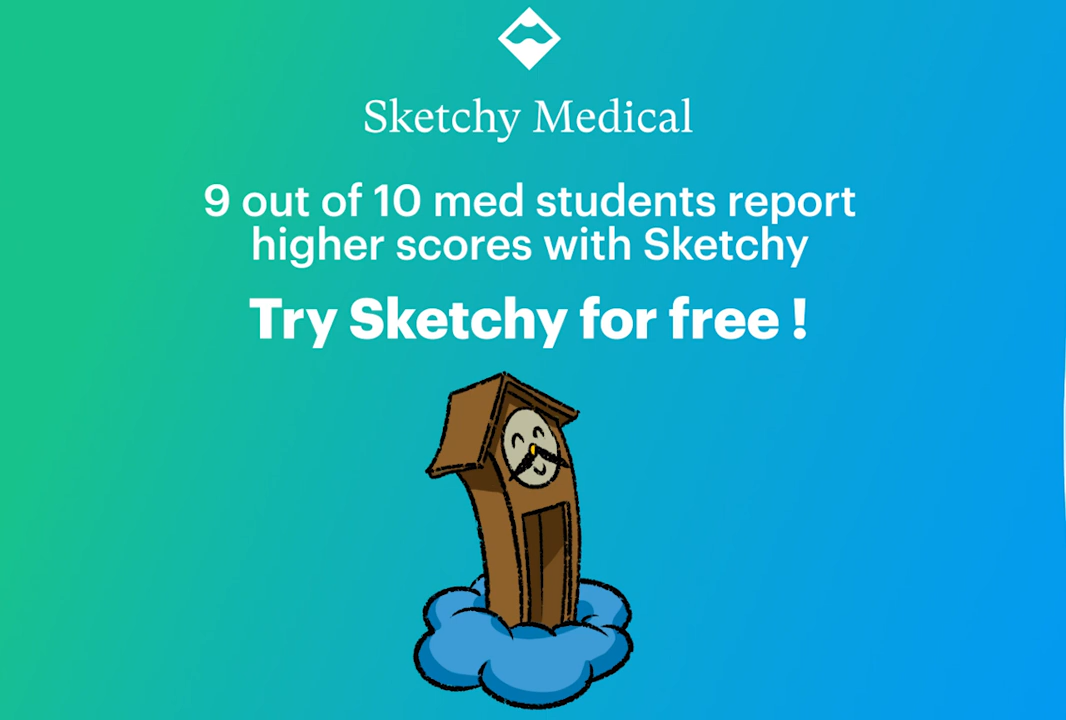 Sketchy Medical
9 out of 10 med students report
higher scores with Sketchy
Try Sketchy for free !